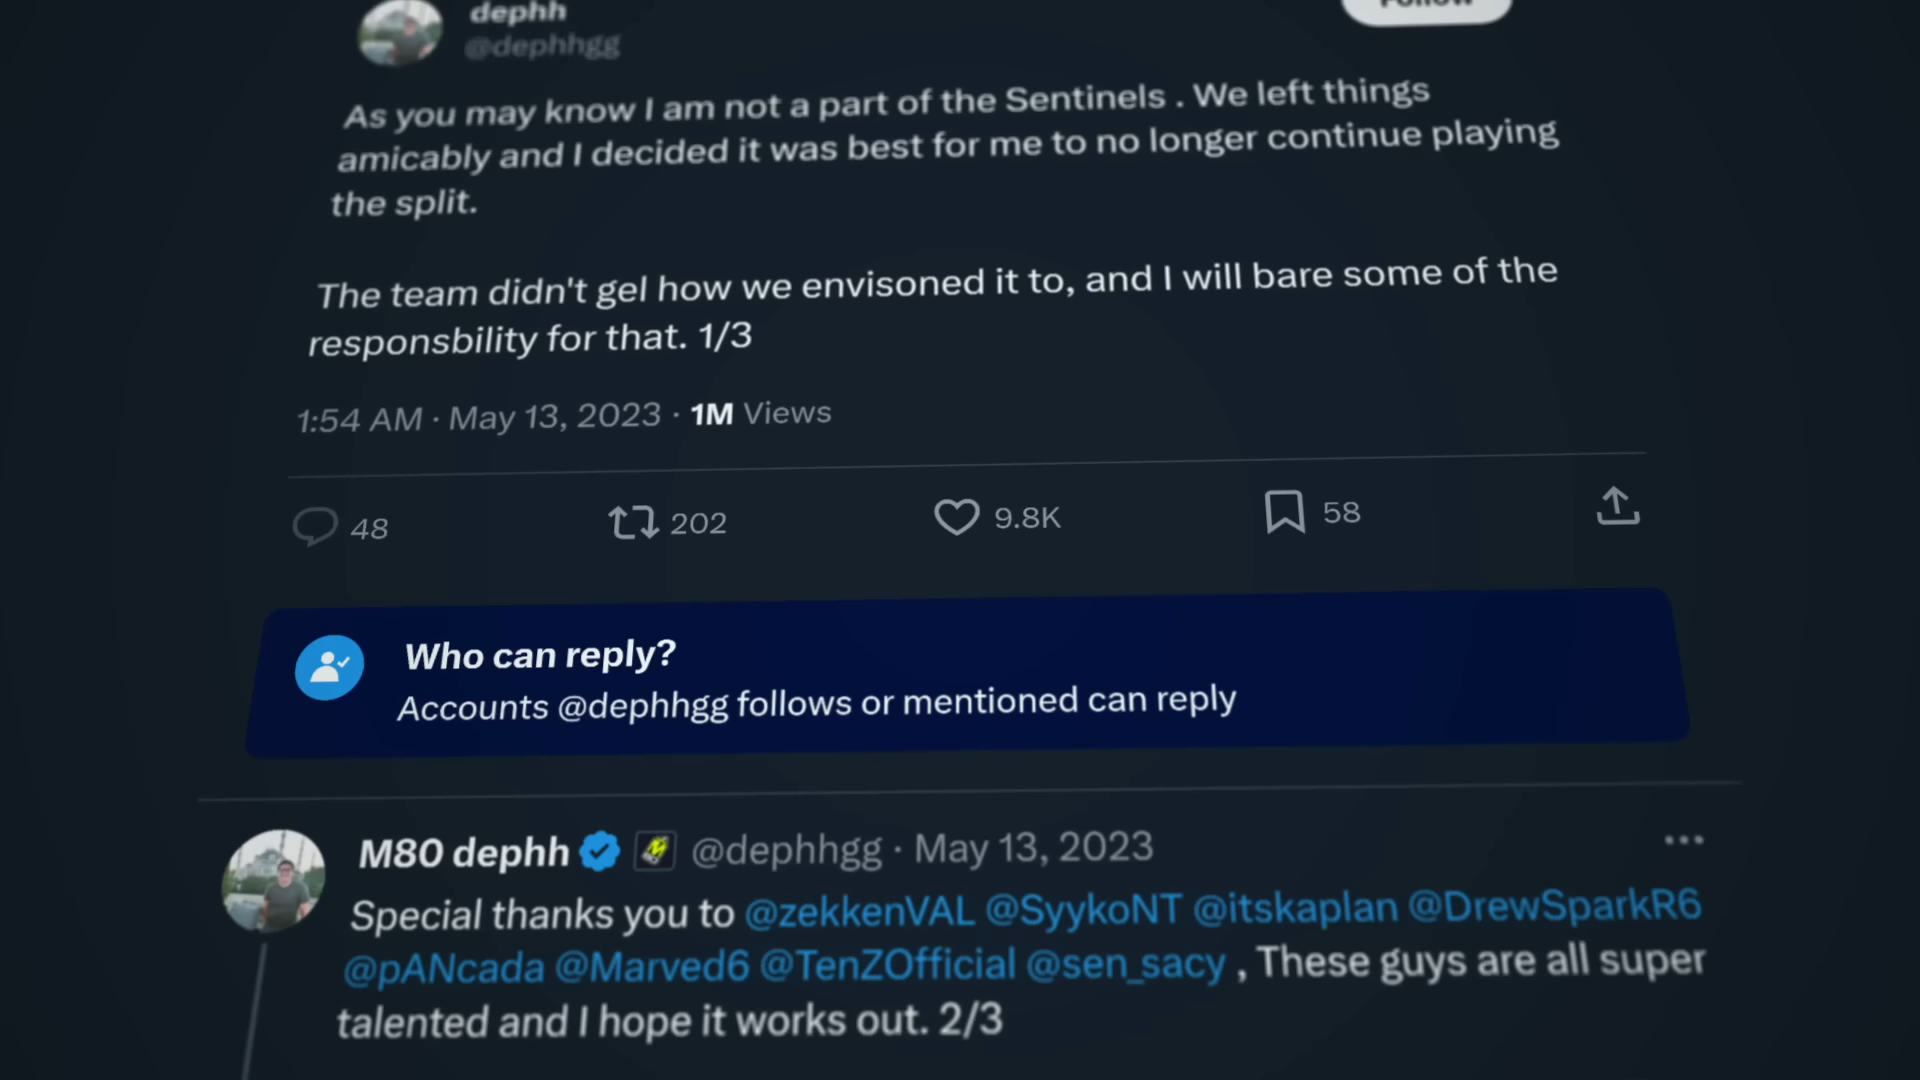 dephh
@dephhgg
Follow
As you may know I am not a part of the Sentinels . We left things
amicably and I decided it was best for me to no longer continue playing
the split.
The team didn't gel how we envisoned it to, and I will bare some of the
responsbility for that. 1/3
1:54 AM · May 13, 2023 · 1M Views
48 202 9.8K 58
Who can reply?
Accounts @dephhgg follows or mentioned can reply
M80 dephh @dephhgg · May 13, 2023
Special thanks you to @zekkenVAL @SyykoNT @itskaplan @DrewSparkR6
@pANcada @Marved6 @TenZOfficial @sen_sacy , These guys are all super
talented and I hope it works out. 2/3